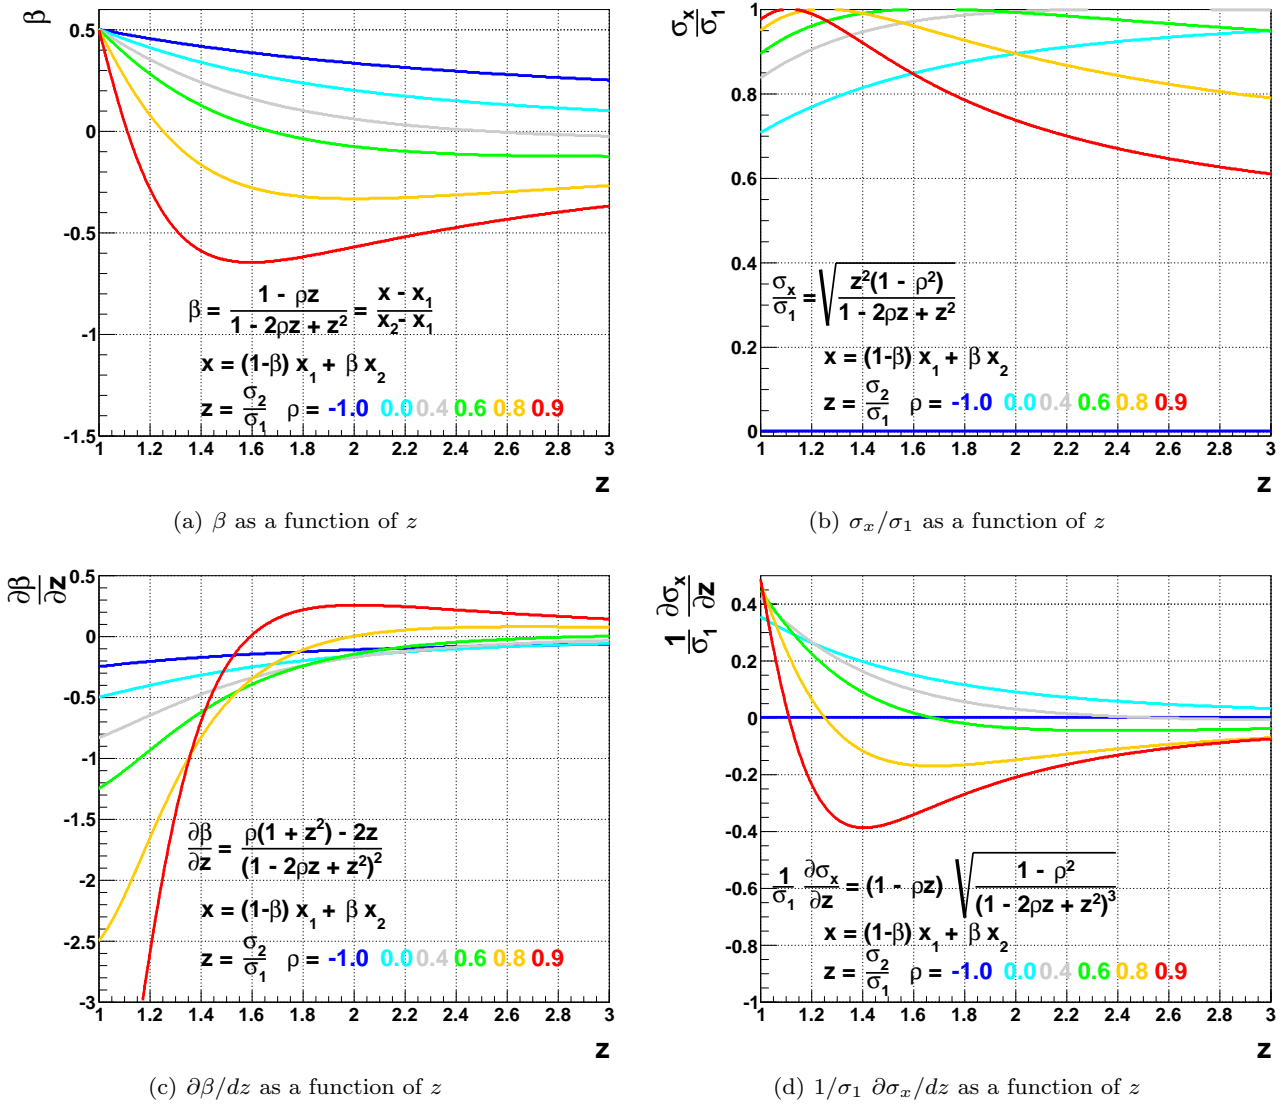 β
0.5
0
-0.5
-1
-1.5
β = (1 - ρz)/(1 - 2ρz + z²) = (x - x₁)/(x₂ - x₁)
x = (1-β) x₁ + β x₂
z = σ₂/σ₁ ρ = -1.0 0.0 0.4 0.6 0.8 0.9
1 1.2 1.4 1.6 1.8 2 2.2 2.4 2.6 2.8 3
z
(a) β as a function of z
σₓ/σ₁
1
0.8
0.6
0.4
0.2
0
σₓ/σ₁ = √(z²(1 - ρ²)/(1 - 2ρz + z²))
x = (1-β) x₁ + β x₂
z = σ₂/σ₁ ρ = -1.0 0.0 0.4 0.6 0.8 0.9
1 1.2 1.4 1.6 1.8 2 2.2 2.4 2.6 2.8 3
z
(b) σₓ/σ₁ as a function of z
∂β/∂z
0.5
0
-0.5
-1
-1.5
-2
-2.5
-3
∂β/∂z = (ρ(1 + z²) - 2z)/(1 - 2ρz + z²)²
x = (1-β) x₁ + β x₂
z = σ₂/σ₁ ρ = -1.0 0.0 0.4 0.6 0.8 0.9
1 1.2 1.4 1.6 1.8 2 2.2 2.4 2.6 2.8 3
z
(c) ∂β/dz as a function of z
1/σ₁ ∂σₓ/∂z
0.4
0.2
0
-0.2
-0.4
-0.6
-0.8
-1
1/σ₁ ∂σₓ/∂z = (1 - ρz) √((1 - ρ²)/(1 - 2ρz + z²)³)
x = (1-β) x₁ + β x₂
z = σ₂/σ₁ ρ = -1.0 0.0 0.4 0.6 0.8 0.9
1 1.2 1.4 1.6 1.8 2 2.2 2.4 2.6 2.8 3
z
(d) 1/σ₁ ∂σₓ/dz as a function of z